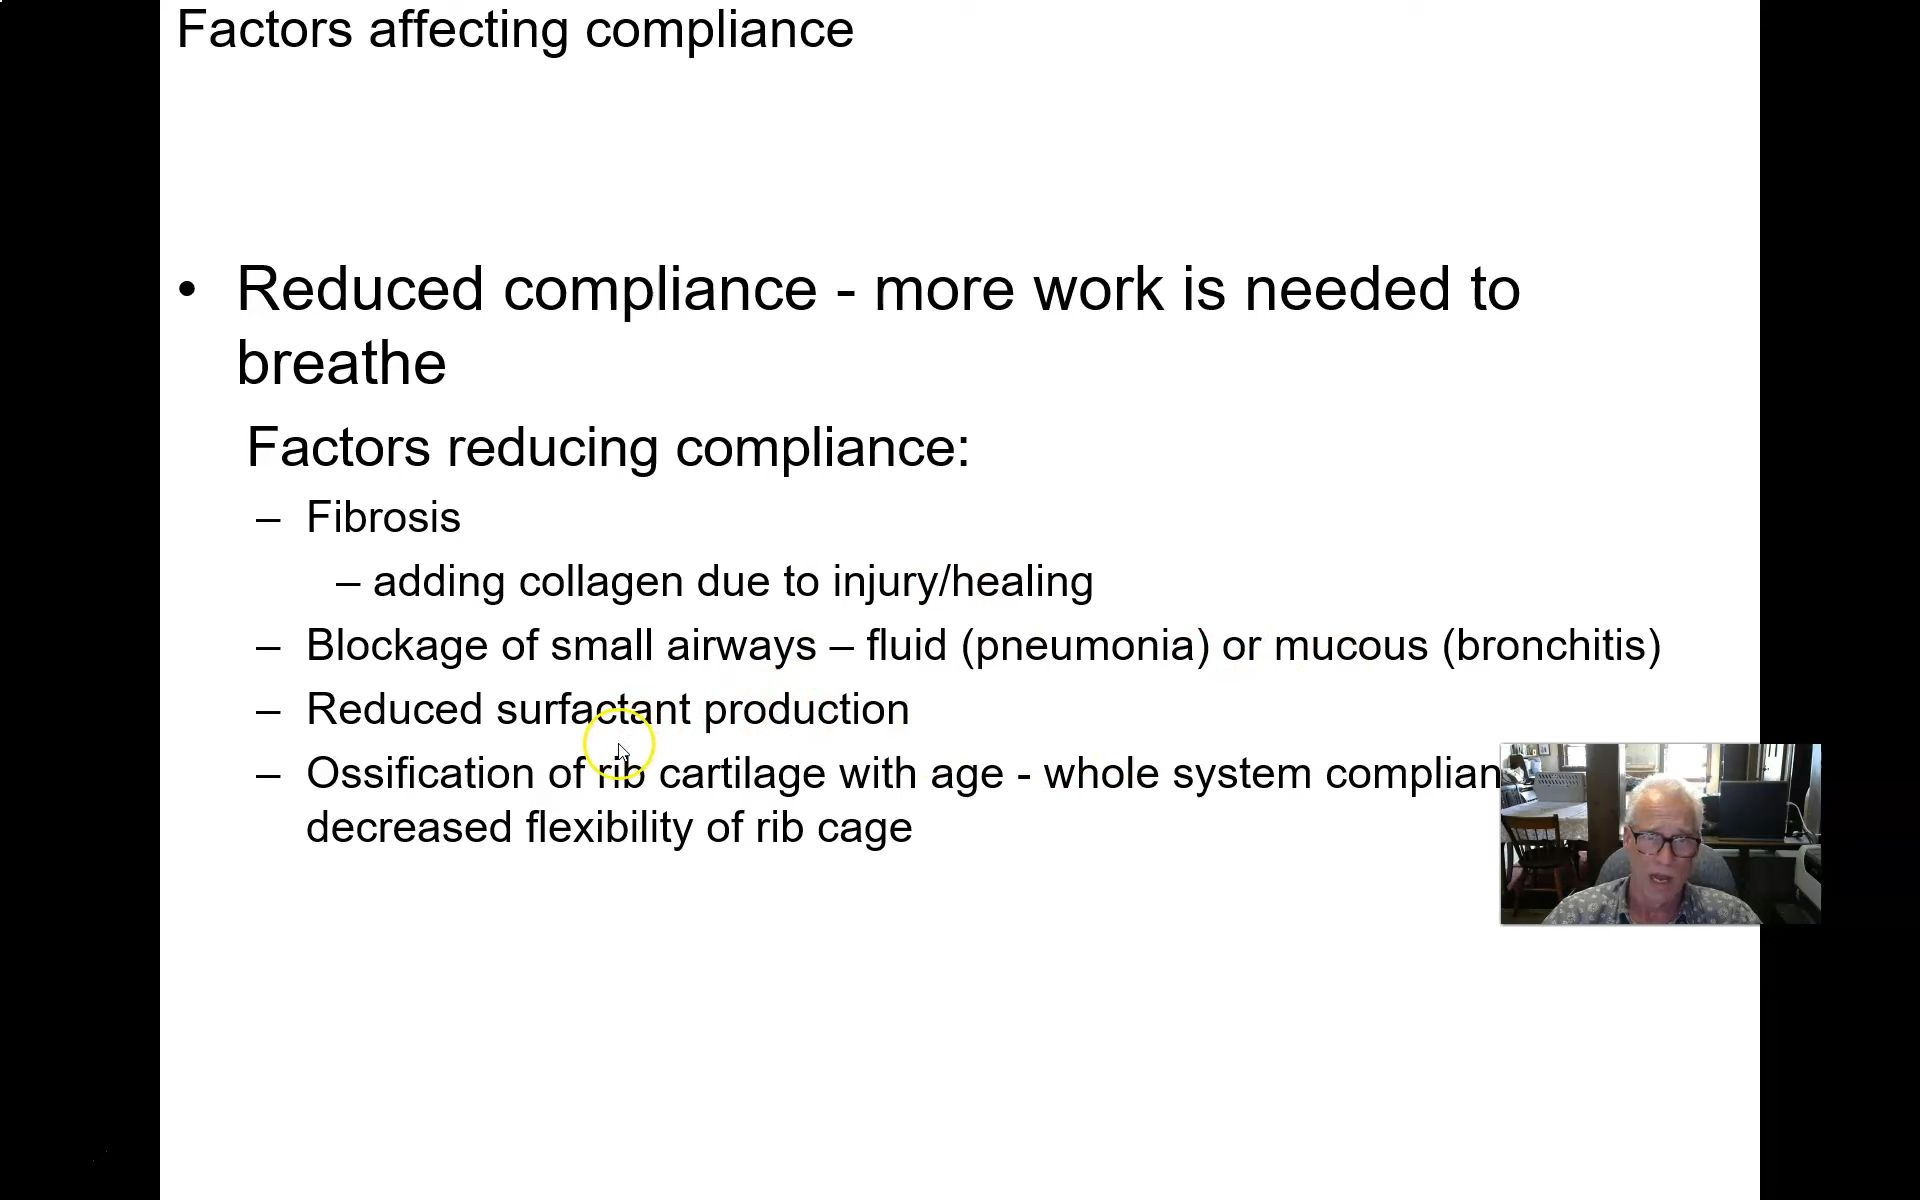 Factors affecting compliance
• Reduced compliance - more work is needed to
breathe
Factors reducing compliance:
– Fibrosis
– adding collagen due to injury/healing
– Blockage of small airways – fluid (pneumonia) or mucous (bronchitis)
– Reduced surfactant production
– Ossification of rib cartilage with age - whole system complian
decreased flexibility of rib cage